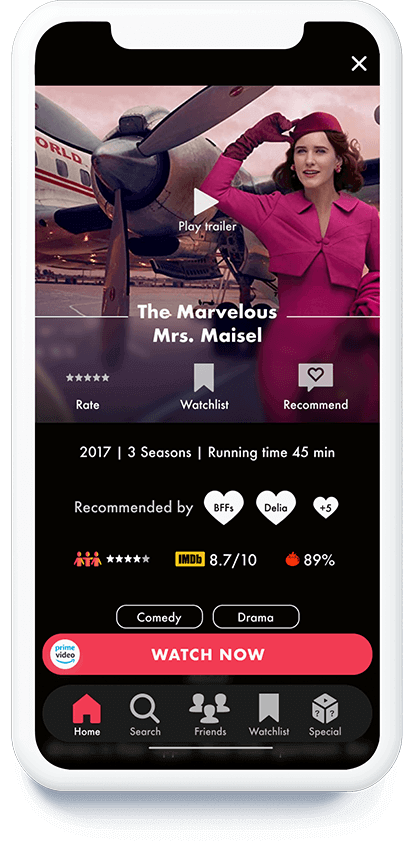 WORLD.
Play trailer
The Marvelous
Mrs. Maisel
Rate
Watchlist
Recommend
2017 | 3 Seasons | Running time 45 min
Recommended by
BFFs
Delia
+5
IMDb 8.7/10
89%
Comedy
Drama
prime
video
WATCH NOW
Home
Search
Friends
Watchlist
Special
? ?